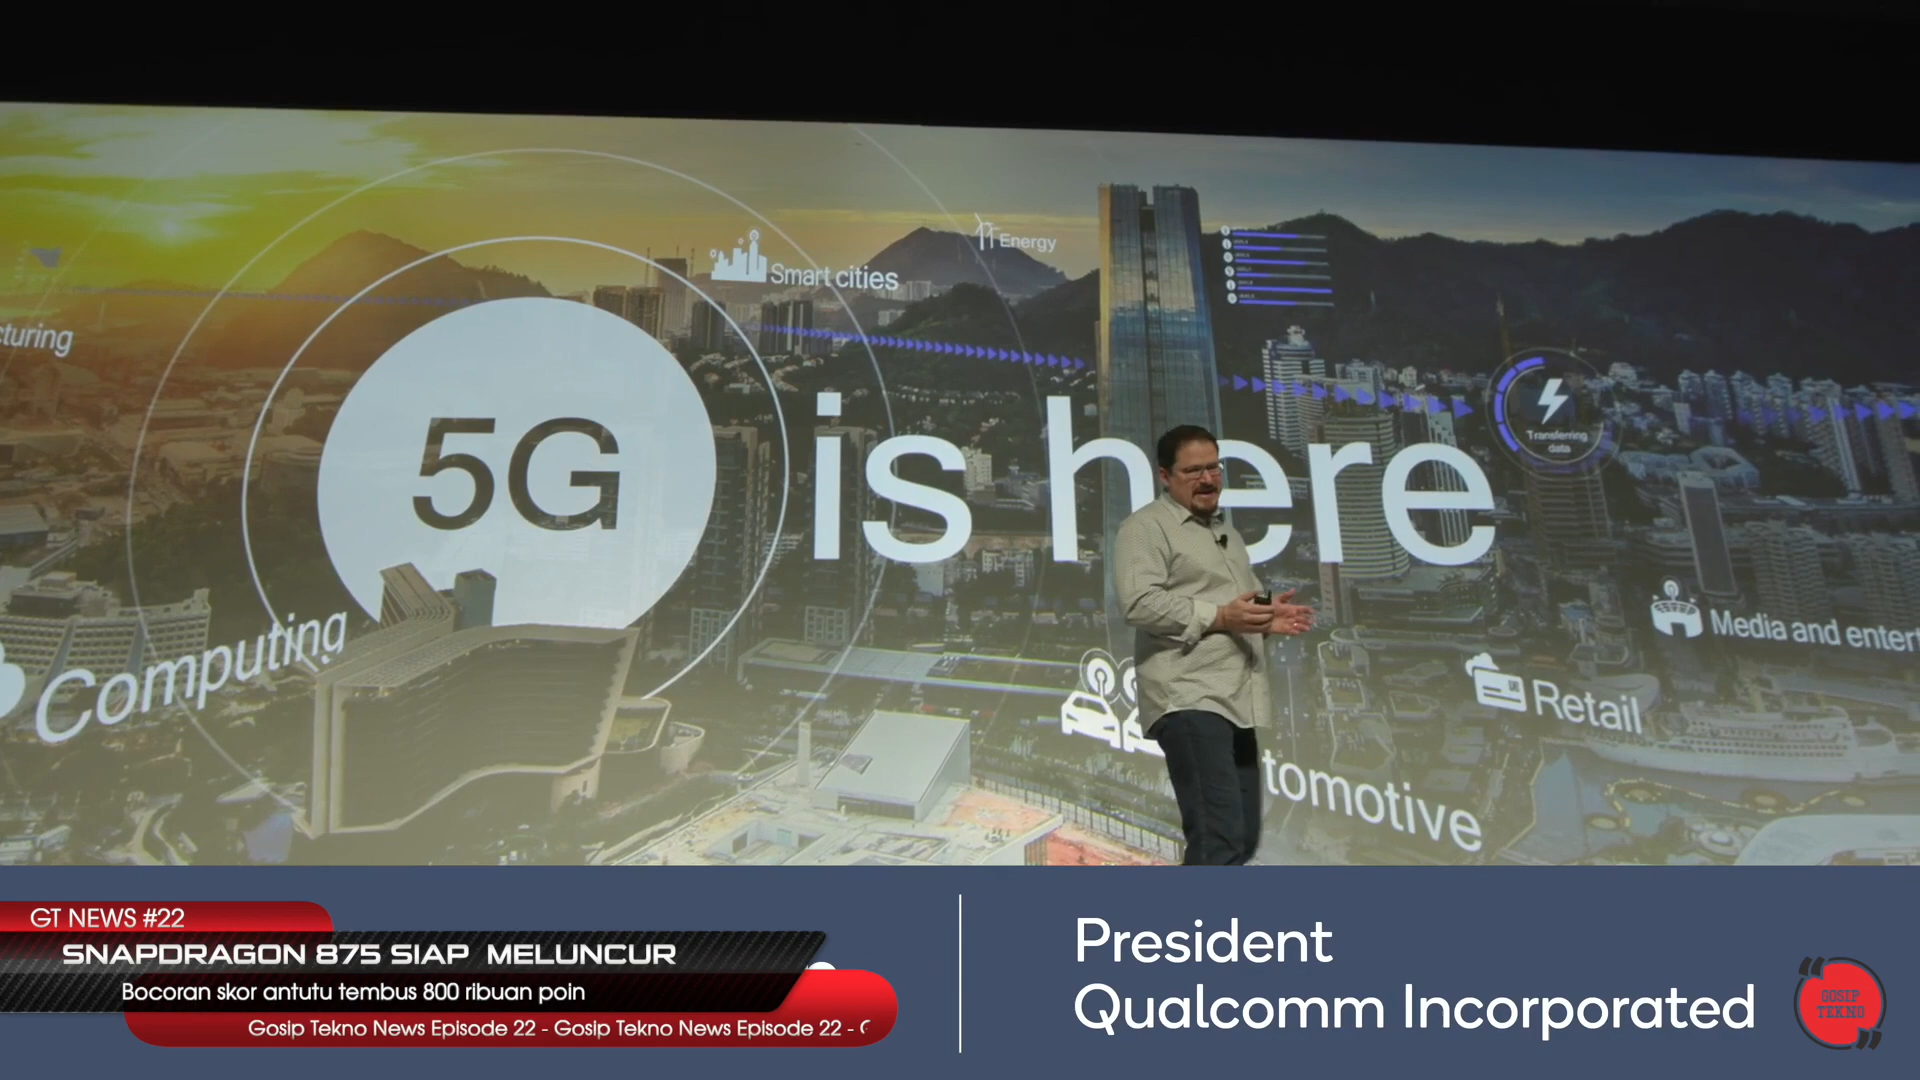 Energy
Smart cities
cturing
5G
is here
Transferring
data
Computing
Media and entert
Retail
tomotive
GT NEWS #22
SNAPDRAGON 875 SIAP MELUNCUR
Bocoran skor antutu tembus 800 ribuan poin
Gosip Tekno News Episode 22 - Gosip Tekno News Episode 22 - G
President
Qualcomm Incorporated
GOSIP
TEKNO